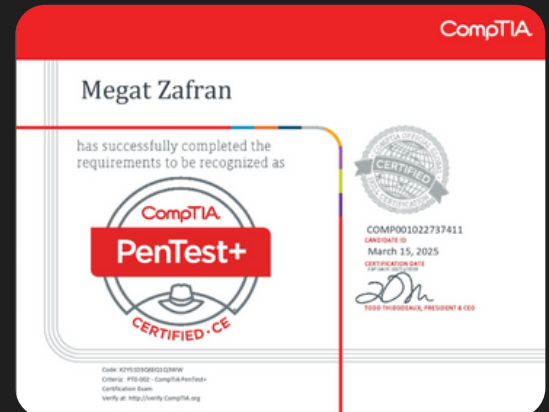 CompTIA.
Megat Zafran
has successfully completed the
requirements to be recognized as
CompTIA.
PenTest+
CERTIFIED • CE
CERTIFIED
COMP001022737411
CANDIDATE ID
March 15, 2025
CERTIFICATION DATE
TODD THIBODEAUX, PRESIDENT & CEO
Criteria: PT0-002 - CompTIA PenTest+
Certification Exam
Verify at: http://verify.CompTIA.org